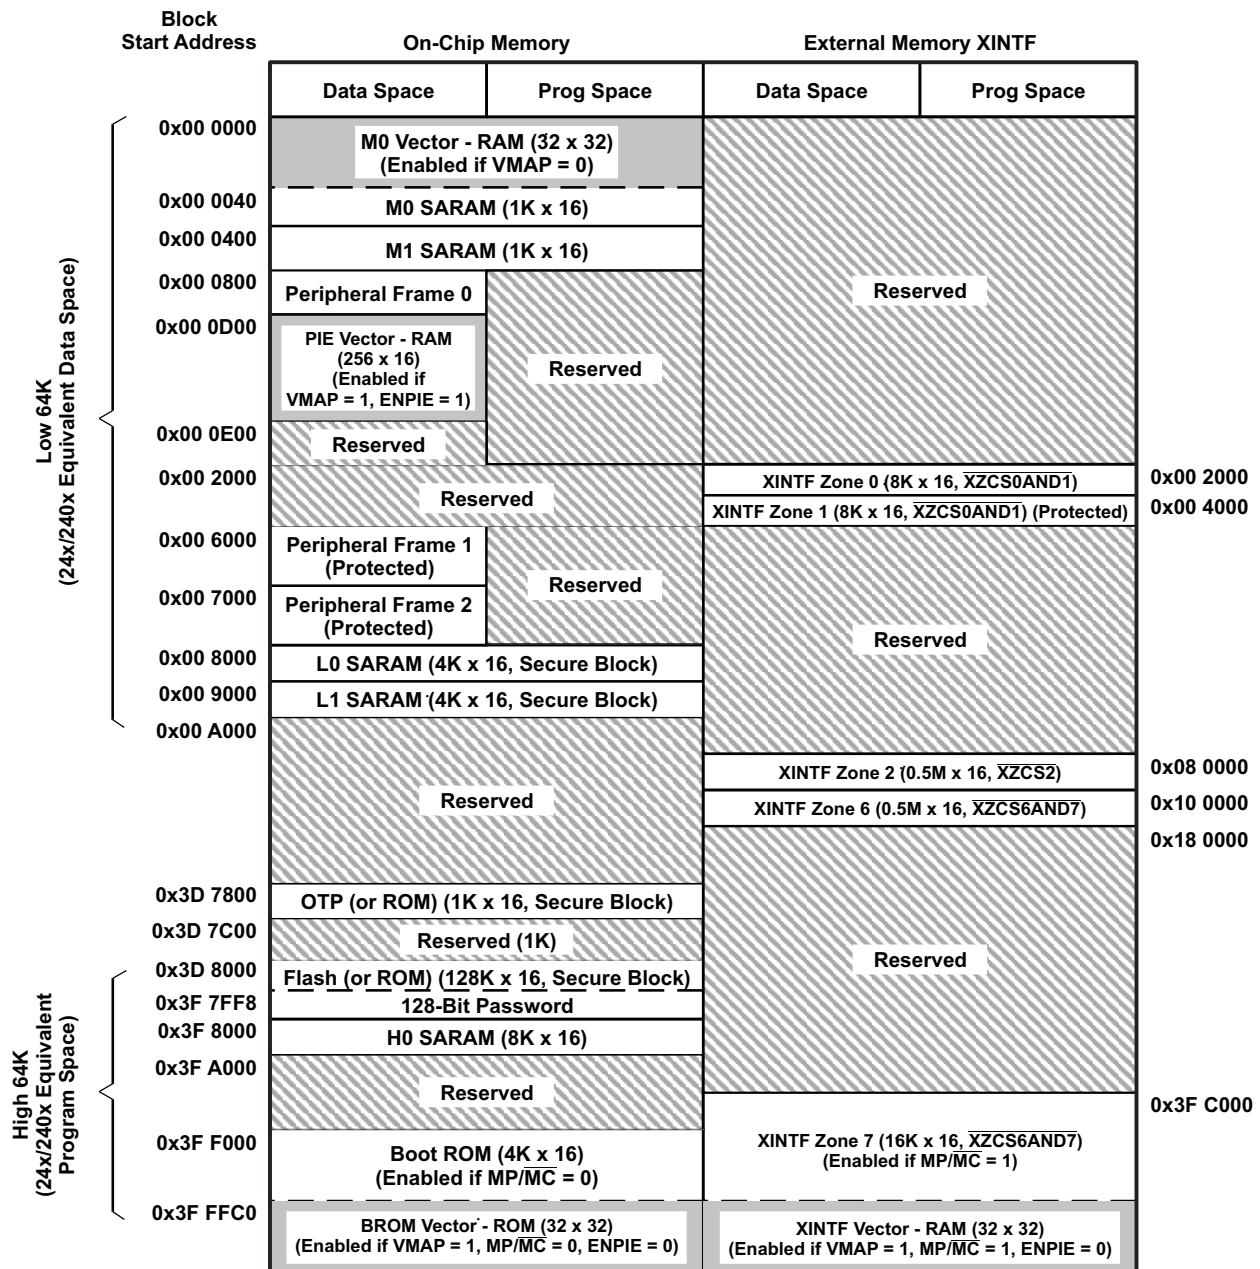 Block
Start Address
On-Chip Memory
External Memory XINTF
Data Space
Prog Space
Data Space
Prog Space
Low 64K
(24x/240x Equivalent Data Space)
0x00 0000
M0 Vector - RAM (32 x 32)
(Enabled if VMAP = 0)
0x00 0040
M0 SARAM (1K x 16)
0x00 0400
M1 SARAM (1K x 16)
0x00 0800
Peripheral Frame 0
0x00 0D00
PIE Vector - RAM
(256 x 16)
(Enabled if
VMAP = 1, ENPIE = 1)
Reserved
Reserved
0x00 0E00
Reserved
0x00 2000
Reserved
XINTF Zone 0 (8K x 16, XZCS0AND1)
0x00 2000
XINTF Zone 1 (8K x 16, XZCS0AND1) (Protected)
0x00 4000
0x00 6000
Peripheral Frame 1
(Protected)
Reserved
0x00 7000
Peripheral Frame 2
(Protected)
Reserved
0x00 8000
L0 SARAM (4K x 16, Secure Block)
0x00 9000
L1 SARAM (4K x 16, Secure Block)
0x00 A000
Reserved
XINTF Zone 2 (0.5M x 16, XZCS2)
0x08 0000
XINTF Zone 6 (0.5M x 16, XZCS6AND7)
0x10 0000
0x18 0000
High 64K
(24x/240x Equivalent
Program Space)
0x3D 7800
OTP (or ROM) (1K x 16, Secure Block)
0x3D 7C00
Reserved (1K)
Reserved
0x3D 8000
Flash (or ROM) (128K x 16, Secure Block)
0x3F 7FF8
128-Bit Password
0x3F 8000
H0 SARAM (8K x 16)
0x3F A000
Reserved
0x3F C000
0x3F F000
Boot ROM (4K x 16)
(Enabled if MP/MC = 0)
XINTF Zone 7 (16K x 16, XZCS6AND7)
(Enabled if MP/MC = 1)
0x3F FFC0
BROM Vector - ROM (32 x 32)
(Enabled if VMAP = 1, MP/MC = 0, ENPIE = 0)
XINTF Vector - RAM (32 x 32)
(Enabled if VMAP = 1, MP/MC = 1, ENPIE = 0)